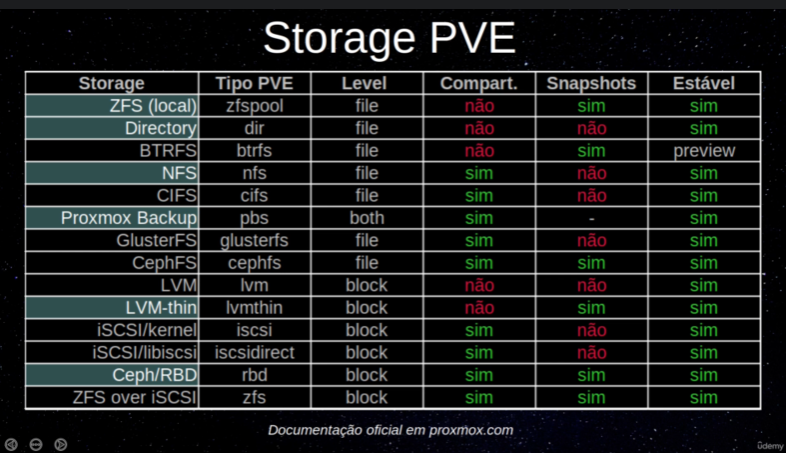 Storage PVE
Storage Tipo PVE Level Compart. Snapshots Estável
ZFS (local) zfspool file não sim sim
Directory dir file não não sim
BTRFS btrfs file não sim preview
NFS nfs file sim não sim
CIFS cifs file sim não sim
Proxmox Backup pbs both sim - sim
GlusterFS glusterfs file sim não sim
CephFS cephfs file sim sim sim
LVM lvm block não não sim
LVM-thin lvmthin block não sim sim
iSCSI/kernel iscsi block sim não sim
iSCSI/libiscsi iscsidirect block sim não sim
Ceph/RBD rbd block sim sim sim
ZFS over iSCSI zfs block sim sim sim
Documentação oficial em proxmox.com
ûdemy